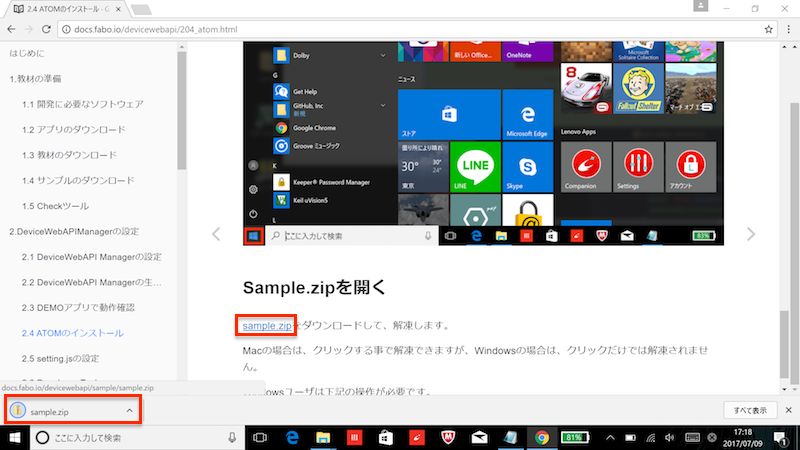 2.4 ATOMのインストール · 
docs.fabo.io/devicewebapi/204_atom.html
はじめに
1.教材の準備
1.1 開発に必要なソフトウェア
1.2 アプリのダウンロード
1.3 教材のダウンロード
1.4 サンプルのダウンロード
1.5 Checkツール
2.DeviceWebAPIManagerの設定
2.1 DeviceWebAPI Managerの設定
2.2 DeviceWebAPI Managerの生...
2.3 DEMOアプリで動作確認
2.4 ATOMのインストール
2.5 setting.jsの設定
Dolby
G
Get Help
GitHub, Inc
新規
Google Chrome
Groove ミュージック
K
Keeper® Password Manager
Keil uVision5
L
新しい Office...
OneNote
ニュース
ストア
Microsoft Edge
曇り所により晴れ
30°
30°
24°
東京
LINE
Skype
Microsoft Solitaire Collection
Fallout Shelter
マーチ オブ エ...
Lenovo Apps
Companion
Settings
アカウント
ここに入力して検索
83%
Sample.zipを開く
sample.zipをダウンロードして、解凍します。
Macの場合は、クリックする事で解凍できますが、Windowsの場合は、クリックだけでは解凍されませ
ん。
Windowsユーザは下記の操作が必要です。
docs.fabo.io/devicewebapi/sample/sample.zip
sample.zip
すべて表示
ここに入力して検索
81%
17:18
2017/07/09